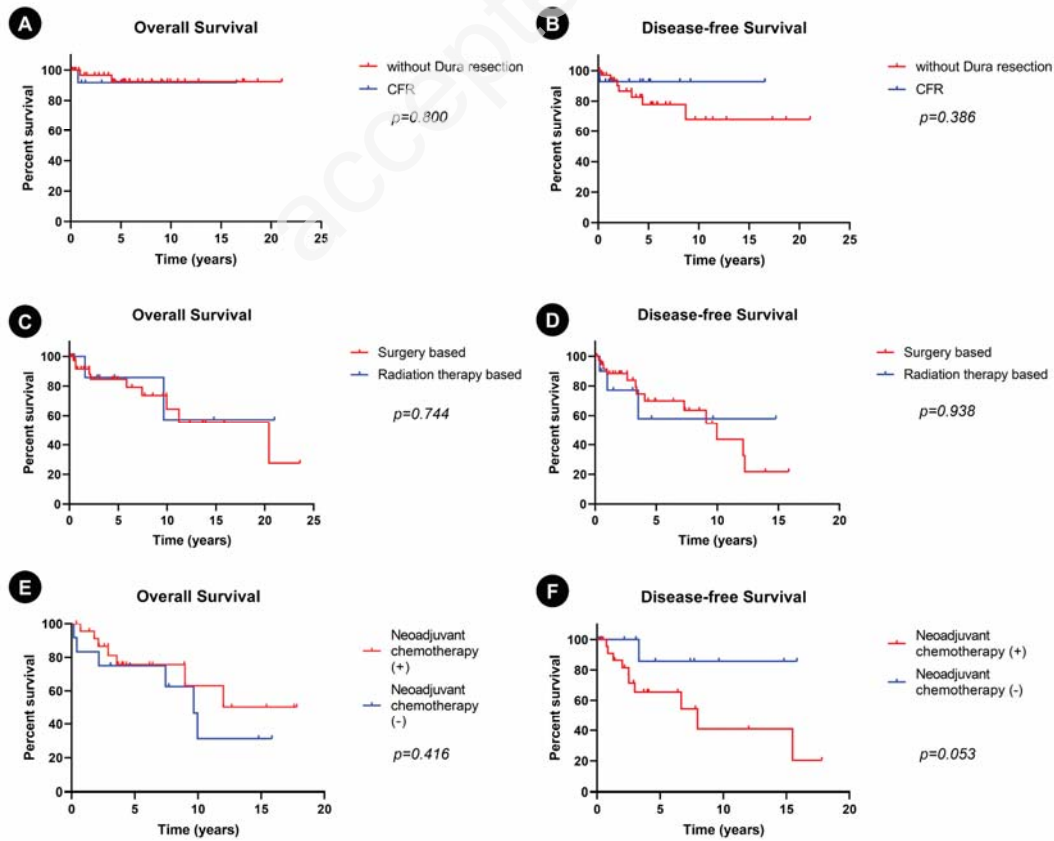 accept
A
Overall Survival
Percent survival
100
80
60
40
20
0
0 5 10 15 20 25
Time (years)
without Dura resection
CFR
p=0.800
B
Disease-free Survival
Percent survival
100
80
60
40
20
0
0 5 10 15 20 25
Time (years)
without Dura resection
CFR
p=0.386
C
Overall Survival
Percent survival
100
80
60
40
20
0
0 5 10 15 20 25
Time (years)
Surgery based
Radiation therapy based
p=0.744
D
Disease-free Survival
Percent survival
100
80
60
40
20
0
0 5 10 15 20
Time (years)
Surgery based
Radiation therapy based
p=0.938
E
Overall Survival
Percent survival
100
80
60
40
20
0
0 5 10 15 20
Time (years)
Neoadjuvant
chemotherapy
(+)
Neoadjuvant
chemotherapy
(-)
p=0.416
F
Disease-free Survival
Percent survival
100
80
60
40
20
0
0 5 10 15 20
Time (years)
Neoadjuvant
chemotherapy (+)
Neoadjuvant
chemotherapy (-)
p=0.053